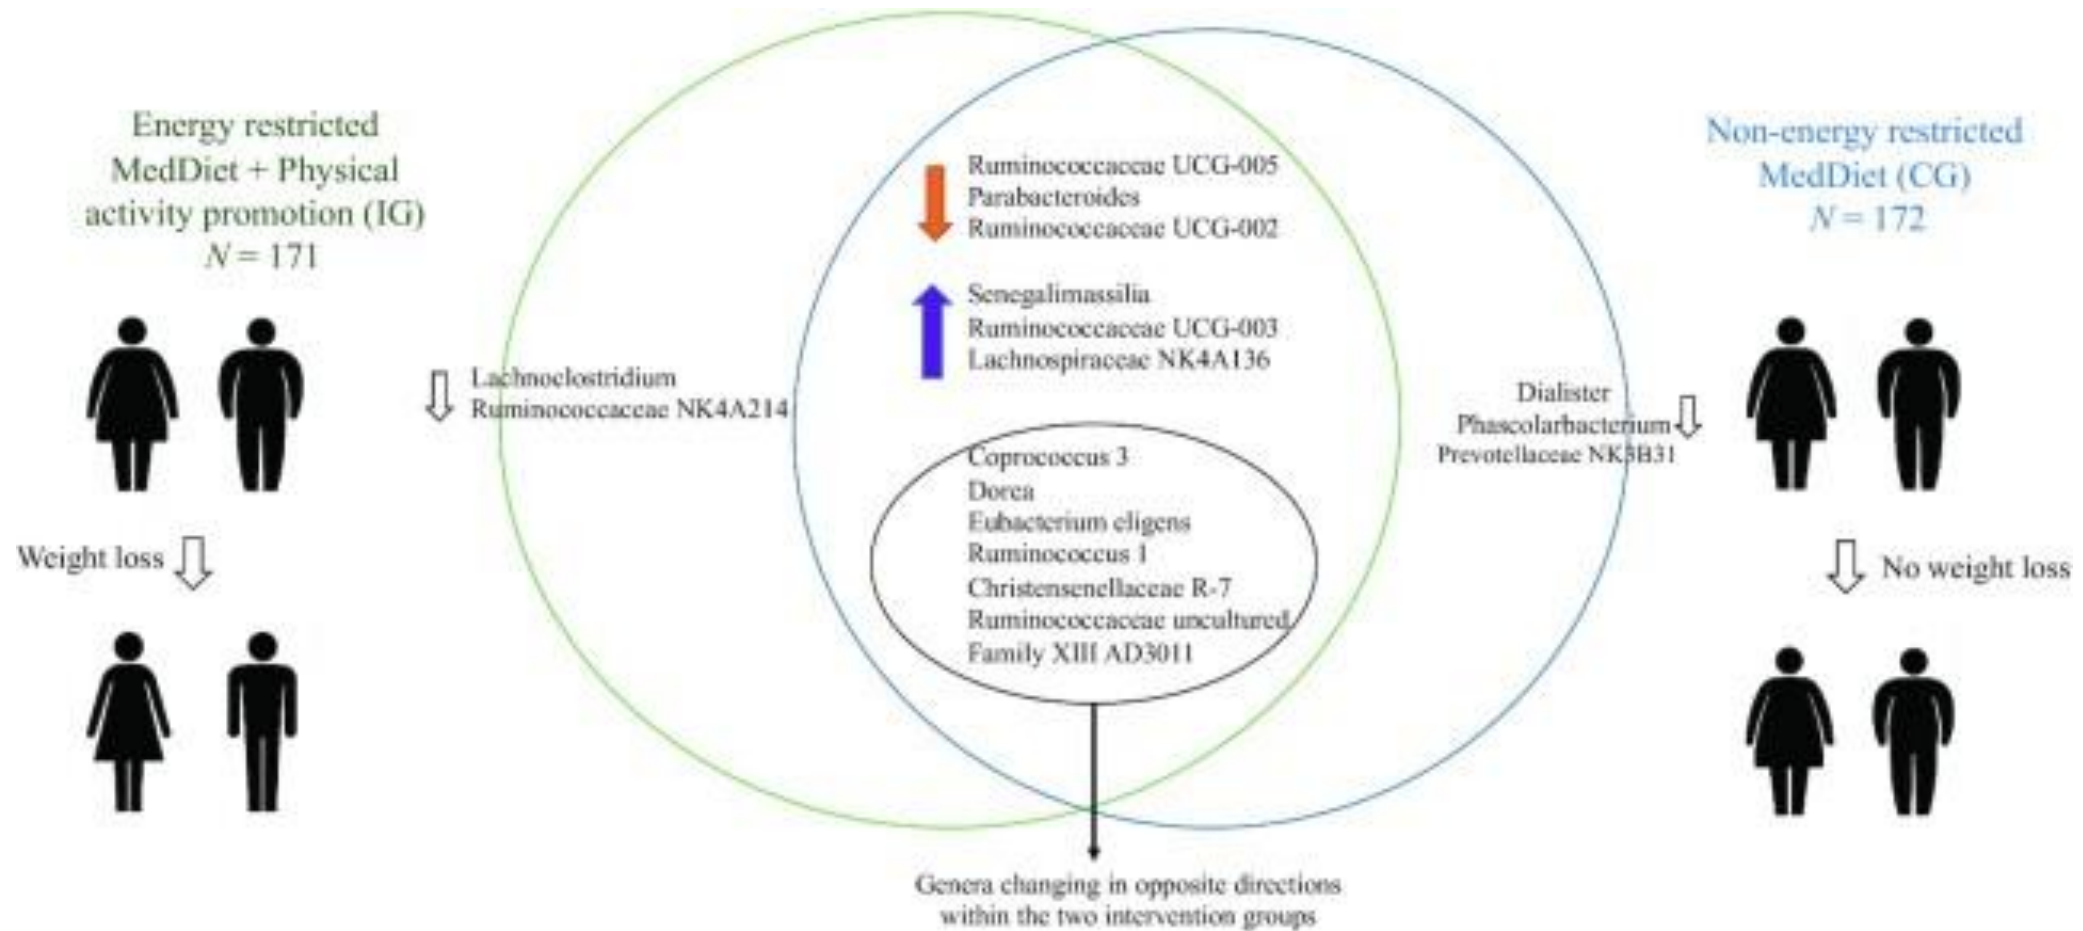 Energy restricted
MedDiet + Physical
activity promotion (IG)
N = 171
Weight loss
Lachnoclostridium
Ruminococcaceae NK4A214
Ruminococcaceae UCG-005
Parabacteroides
Ruminococcaceae UCG-002
Senegalimassilia
Ruminococcaceae UCG-003
Lachnospiraceae NK4A136
Coprococcus 3
Dorea
Eubacterium eligens
Ruminococcus 1
Christensenellaceae R-7
Ruminococcaceae uncultured
Family XIII AD3011
Genera changing in opposite directions
within the two intervention groups
Dialister
Phascolarbacterium
Prevotellaceae NK3B31
Non-energy restricted
MedDiet (CG)
N = 172
No weight loss